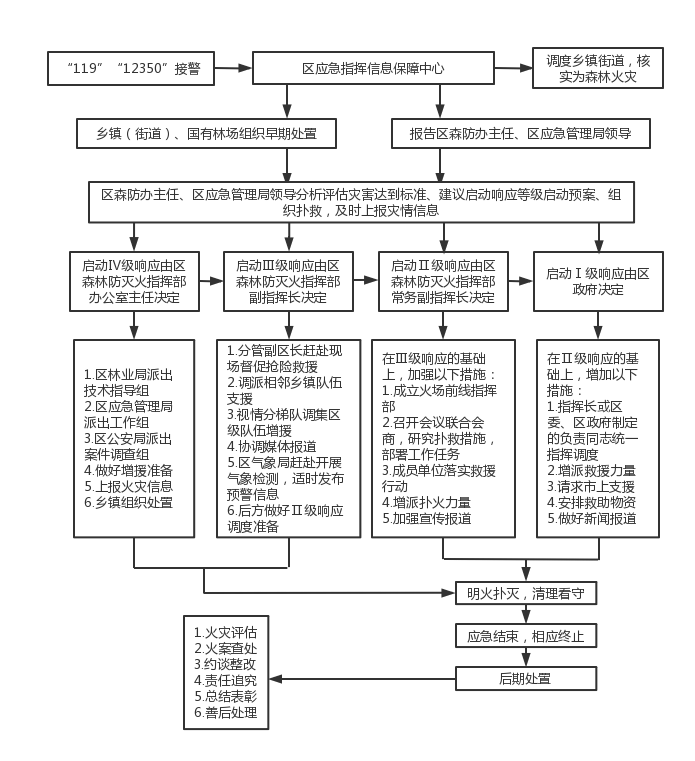 “119”“12350”接警
区应急指挥信息保障中心
调度乡镇街道，核
实为森林火灾
乡镇（街道）、国有林场组织早期处置
报告区森防办主任、区应急管理局领导
区森防办主任、区应急管理局领导分析评估灾害达到标准、建议启动响应等级启动预案、组
织扑救，及时上报灾情信息
启动Ⅳ级响应由区
森林防灭火指挥部
办公室主任决定
启动Ⅲ级响应由区
森林防灭火指挥部
副指挥长决定
启动Ⅱ级响应由区
森林防灭火指挥部
常务副指挥长决定
启动Ⅰ级响应由区
政府决定
1.区林业局派出
技术指导组
2.区应急管理局
派出工作组
3.区公安局派出
案件调查组
4.做好增援准备
5.上报火灾信息
6.乡镇组织处置
1.分管副区长赶赴现
场督促抢险救援
2.调派相邻乡镇队伍
支援
3.视情分梯队调集区
级队伍增援
4.协调媒体报道
5.区气象局赶赴开展
气象检测，适时发布
预警信息
6.后方做好Ⅱ级响应
调度准备
在Ⅲ级响应的基础
上，加强以下措施：
1.成立火场前线指挥
部
2.召开会议联合会
商，研究扑救措施，
部署工作任务
3.成员单位落实救援
行动
4.增派扑火力量
5.加强宣传报道
在Ⅱ级响应的基
础上，增加以下
措施：
1.指挥长或区
委、区政府制定
的负责同志统一
指挥调度
2.增派救援力量
3.请求市上支援
4.安排救助物资
5.做好新闻报道
明火扑灭，清理看守
应急结束，相应终止
后期处置
1.火灾评估
2.火案查处
3.约谈整改
4.责任追究
5.总结表彰
6.善后处理